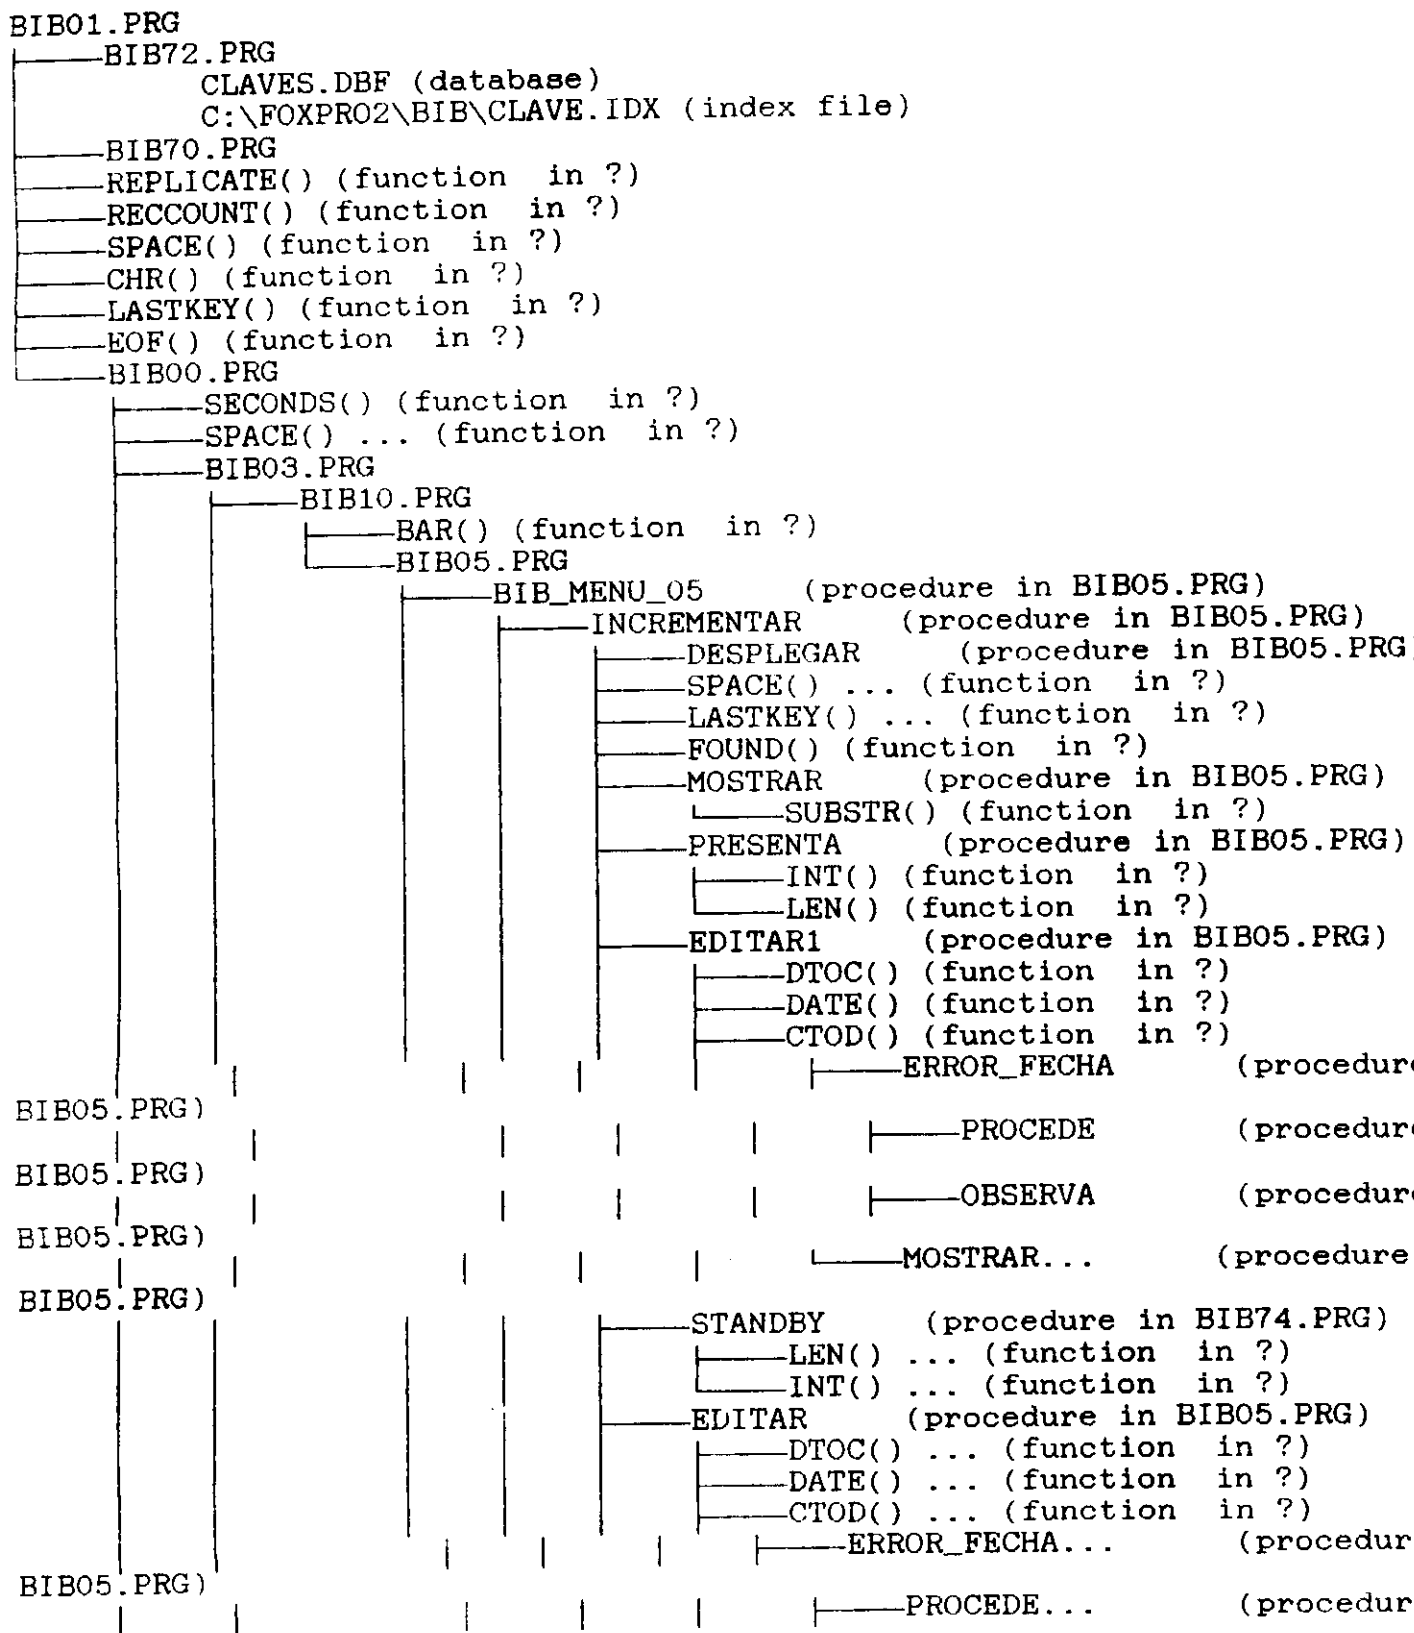 BIB01.PRG
BIB72.PRG
CLAVES.DBF (database)
C:\FOXPRO2\BIB\CLAVE.IDX (index file)
BIB70.PRG
REPLICATE() (function in ?)
RECCOUNT() (function in ?)
SPACE() (function in ?)
CHR() (function in ?)
LASTKEY() (function in ?)
EOF() (function in ?)
BIB00.PRG
SECONDS() (function in ?)
SPACE() ... (function in ?)
BIB03.PRG
BIB10.PRG
BAR() (function in ?)
BIB05.PRG
BIB_MENU_05 (procedure in BIB05.PRG)
INCREMENTAR (procedure in BIB05.PRG)
DESPLEGAR (procedure in BIB05.PRG)
SPACE() ... (function in ?)
LASTKEY() ... (function in ?)
FOUND() (function in ?)
MOSTRAR (procedure in BIB05.PRG)
SUBSTR() (function in ?)
PRESENTA (procedure in BIB05.PRG)
INT() (function in ?)
LEN() (function in ?)
EDITAR1 (procedure in BIB05.PRG)
DTOC() (function in ?)
DATE() (function in ?)
CTOD() (function in ?)
ERROR_FECHA (procedure
BIB05.PRG)
PROCEDE (procedure
BIB05.PRG)
OBSERVA (procedure
BIB05.PRG)
MOSTRAR... (procedure
BIB05.PRG)
STANDBY (procedure in BIB74.PRG)
LEN() ... (function in ?)
INT() ... (function in ?)
EDITAR (procedure in BIB05.PRG)
DTOC() ... (function in ?)
DATE() ... (function in ?)
CTOD() ... (function in ?)
ERROR_FECHA... (procedur
BIB05.PRG)
PROCEDE... (procedur